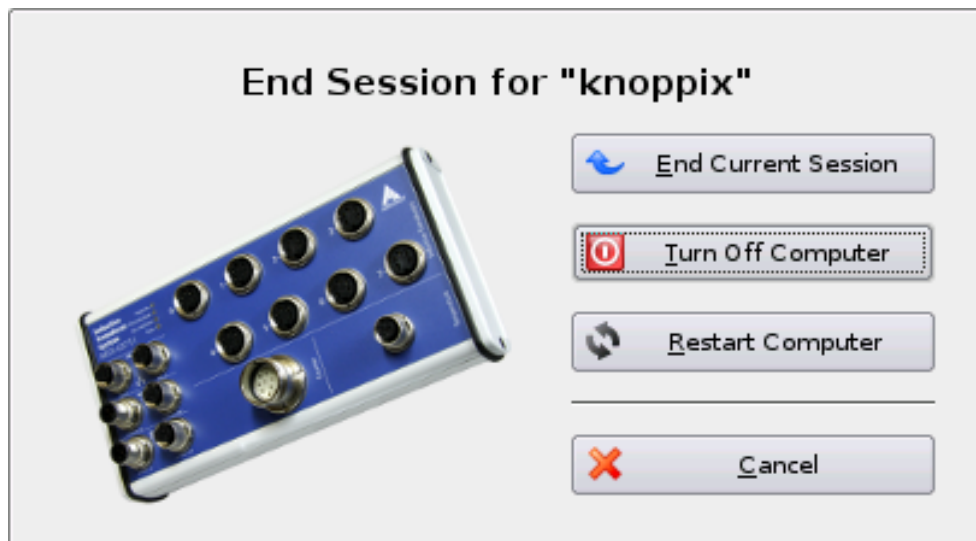 End Session for "knoppix"
End Current Session
Turn Off Computer
Restart Computer
Cancel